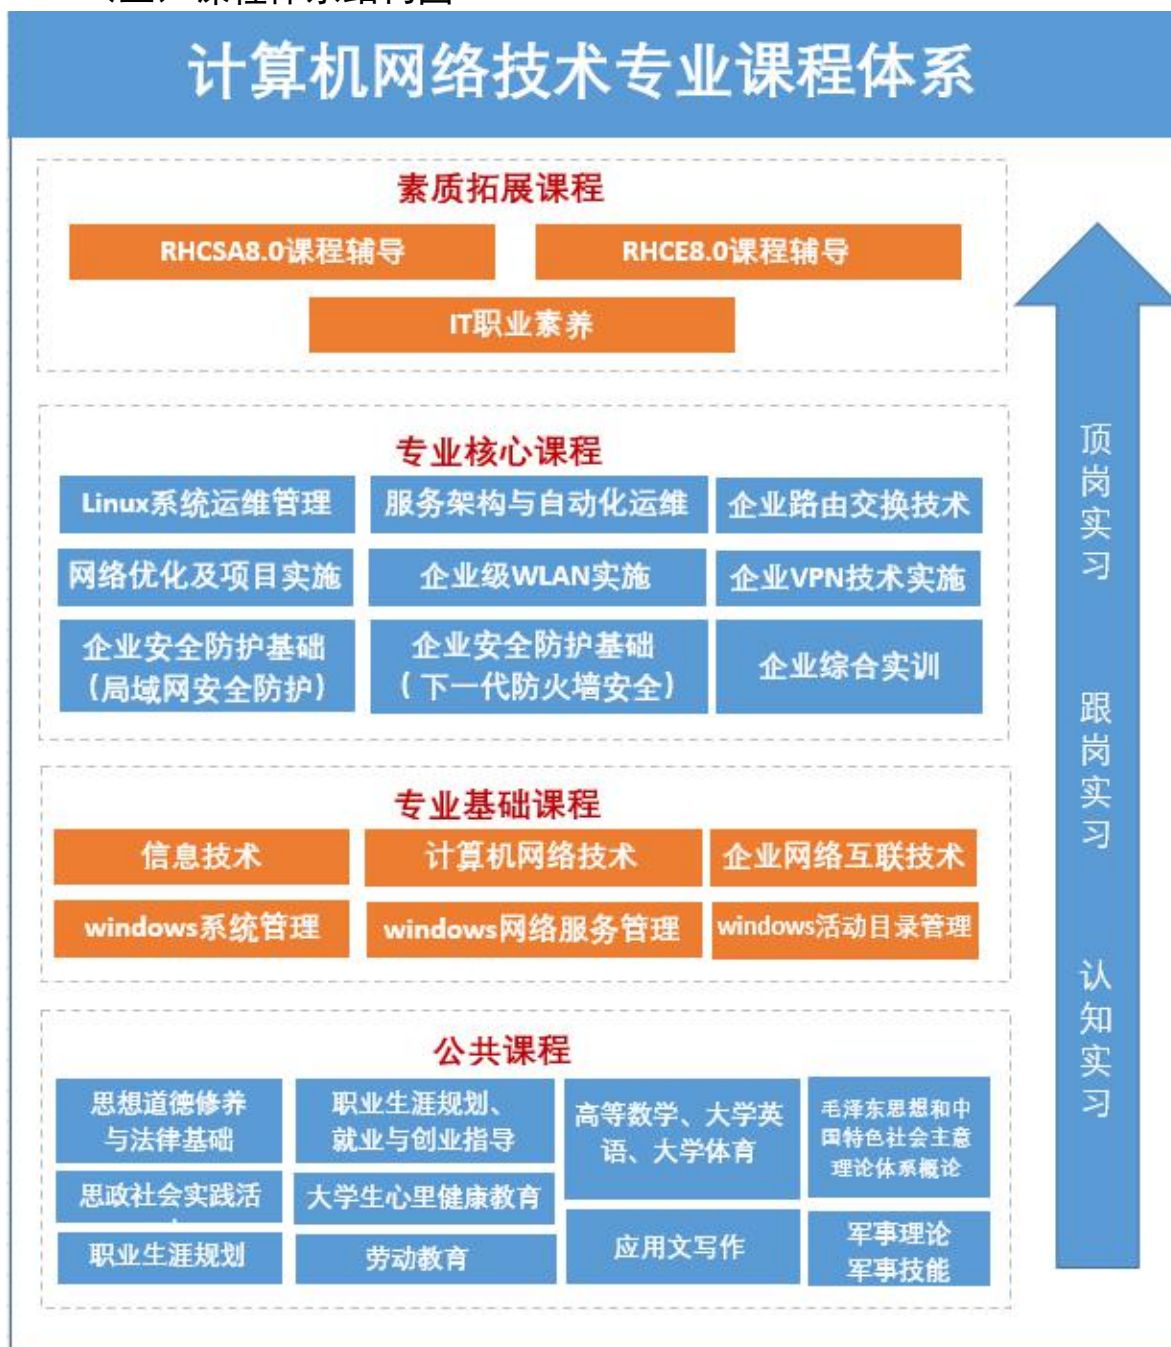 计算机网络技术专业课程体系
素质拓展课程
RHCSA8.0课程辅导
RHCE8.0课程辅导
IT职业素养
专业核心课程
Linux系统运维管理
服务架构与自动化运维
企业路由交换技术
网络优化及项目实施
企业级WLAN实施
企业VPN技术实施
企业安全防护基础
（局域网安全防护）
企业安全防护基础
（下一代防火墙安全）
企业综合实训
专业基础课程
信息技术
计算机网络技术
企业网络互联技术
windows系统管理
windows网络服务管理
windows活动目录管理
公共课程
思想道德修养
与法律基础
职业生涯规划、
就业与创业指导
高等数学、大学英
语、大学体育
毛泽东思想和中
国特色社会主意
理论体系概论
思政社会实践活
大学生心里健康教育
职业生涯规划
劳动教育
应用文写作
军事理论
军事技能
顶岗实习
跟岗实习
认知实习